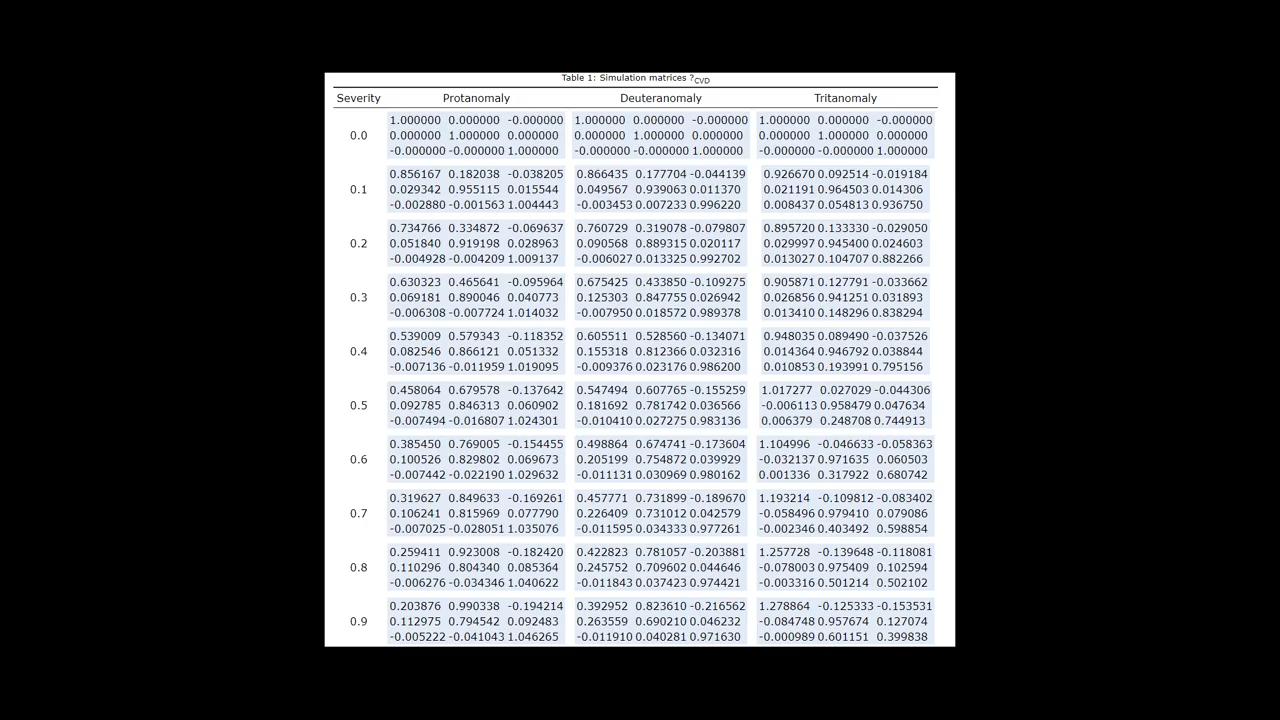 Table 1: Simulation matrices ?CVD
Severity Protanomaly Deuteranomaly Tritanomaly
1.000000 0.000000 -0.000000 1.000000 0.000000 -0.000000 1.000000 0.000000 -0.000000
0.0 0.000000 1.000000 0.000000 0.000000 1.000000 0.000000 0.000000 1.000000 0.000000
-0.000000 -0.000000 1.000000 -0.000000 -0.000000 1.000000 -0.000000 -0.000000 1.000000
0.856167 0.182038 -0.038205 0.866435 0.177704 -0.044139 0.926670 0.092514 -0.019184
0.1 0.029342 0.955115 0.015544 0.049567 0.939063 0.011370 0.021191 0.964503 0.014306
-0.002880 -0.001563 1.004443 -0.003453 0.007233 0.996220 0.008437 0.054813 0.936750
0.734766 0.334872 -0.069637 0.760729 0.319078 -0.079807 0.895720 0.133330 -0.029050
0.2 0.051840 0.919198 0.028963 0.090568 0.889315 0.020117 0.029997 0.945400 0.024603
-0.004928 -0.004209 1.009137 -0.006027 0.013325 0.992702 0.013027 0.104707 0.882266
0.630323 0.465641 -0.095964 0.675425 0.433850 -0.109275 0.905871 0.127791 -0.033662
0.3 0.069181 0.890046 0.040773 0.125303 0.847755 0.026942 0.026856 0.941251 0.031893
-0.006308 -0.007724 1.014032 -0.007950 0.018572 0.989378 0.013410 0.148296 0.838294
0.539009 0.579343 -0.118352 0.605511 0.528560 -0.134071 0.948035 0.089490 -0.037526
0.4 0.082546 0.866121 0.051332 0.155318 0.812366 0.032316 0.014364 0.946792 0.038844
-0.007136 -0.011959 1.019095 -0.009376 0.023176 0.986200 0.010853 0.193991 0.795156
0.458064 0.679578 -0.137642 0.547494 0.607765 -0.155259 1.017277 0.027029 -0.044306
0.5 0.092785 0.846313 0.060902 0.181692 0.781742 0.036566 -0.006113 0.958479 0.047634
-0.007494 -0.016807 1.024301 -0.010410 0.027275 0.983136 0.006379 0.248708 0.744913
0.385450 0.769005 -0.154455 0.498864 0.674741 -0.173604 1.104996 -0.046633 -0.058363
0.6 0.100526 0.829802 0.069673 0.205199 0.754872 0.039929 -0.032137 0.971635 0.060503
-0.007442 -0.022190 1.029632 -0.011131 0.030969 0.980162 0.001336 0.317922 0.680742
0.319627 0.849633 -0.169261 0.457771 0.731899 -0.189670 1.193214 -0.109812 -0.083402
0.7 0.106241 0.815969 0.077790 0.226409 0.731012 0.042579 -0.058496 0.979410 0.079086
-0.007025 -0.028051 1.035076 -0.011595 0.034333 0.977261 -0.002346 0.403492 0.598854
0.259411 0.923008 -0.182420 0.422823 0.781057 -0.203881 1.257728 -0.139648 -0.118081
0.8 0.110296 0.804340 0.085364 0.245752 0.709602 0.044646 -0.078003 0.975409 0.102594
-0.006276 -0.034346 1.040622 -0.011843 0.037423 0.974421 -0.003316 0.501214 0.502102
0.203876 0.990338 -0.194214 0.392952 0.823610 -0.216562 1.278864 -0.125333 -0.153531
0.9 0.112975 0.794542 0.092483 0.263559 0.690210 0.046232 -0.084748 0.957674 0.127074
-0.005222 -0.041043 1.046265 -0.011910 0.040281 0.971630 -0.000989 0.601151 0.399838